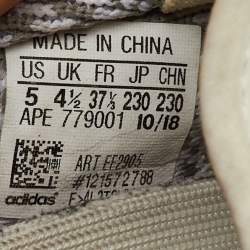 MADE IN CHINA
US UK FR JP CHN
5 4½ 37⅓ 230 230
APE 779001 10/18
ART EF2905
#121572788
adidas